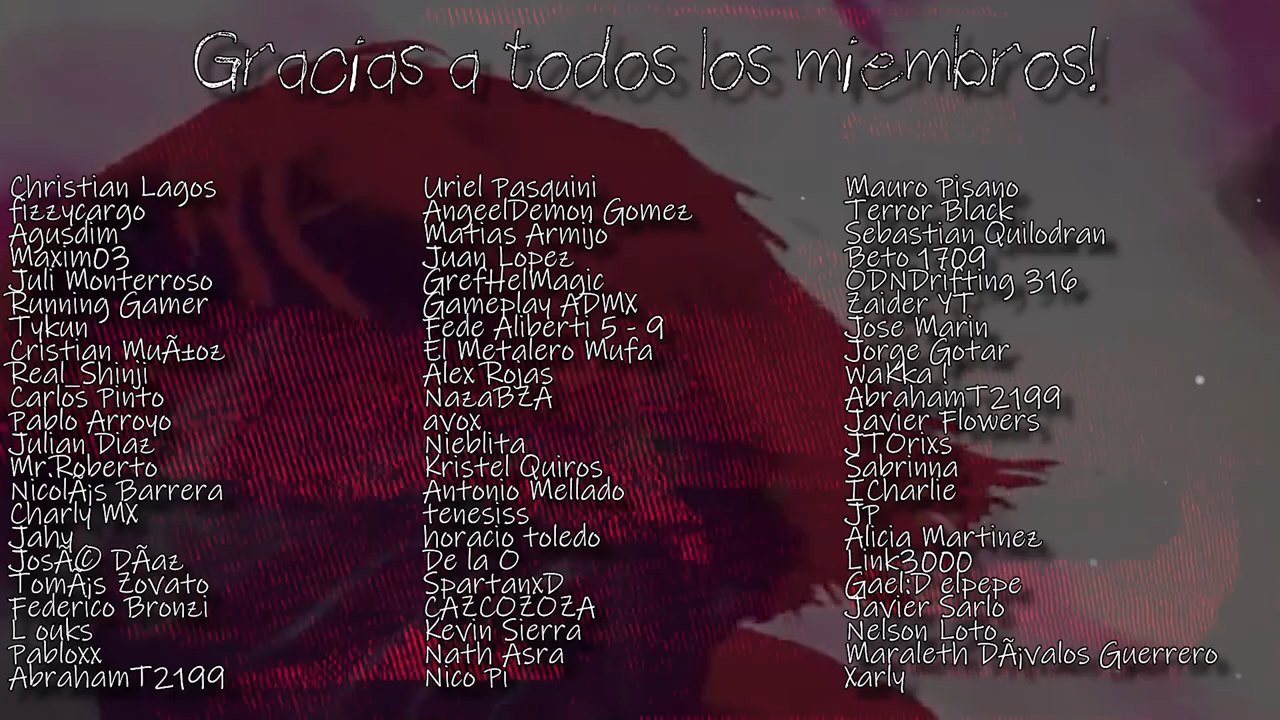 Gracias a todos los miembros!
Christian Lagos
fizzycargo
Agusdim
Maxim03
Juli Monterroso
Running Gamer
Tykun
Cristian MuÃ±oz
Real_Shinji
Carlos Pinto
Pablo Arroyo
Julian Diaz
Mr.Roberto
NicolÃ¡s Barrera
Charly MX
Jahy
JosÃ© DÃaz
TomÃ¡s Zovato
Federico Bronzi
L ouks
Pabloxx
AbrahamT2199
Uriel Pasquini
AngeelDemon Gomez
Matias Armijo
Juan Lopez
GrefHelMagic
Gameplay ADMX
Fede Aliberti 5 - 9
El Metalero Mufa
Alex Rojas
NazaBZA
avox
Nieblita
Kristel Quiros
Antonio Mellado
tenesiss
horacio toledo
De la O
SpartanxD
CAZCOZOZA
Kevin Sierra
Nath Asra
Nico Pi
Mauro Pisano
Terror Black
Sebastian Quilodran
Beto 1709
ODNDrifting 316
Zaider YT
Jose Marin
Jorge Gotar
waKka !
AbrahamT2199
Javier Flowers
JTOrixs
Sabrinna
ICharlie
JP
Alicia Martinez
Link3000
Gael:D elpepe
Javier Sarlo
Nelson Loto
Maraleth DÃ¡valos Guerrero
Xarly